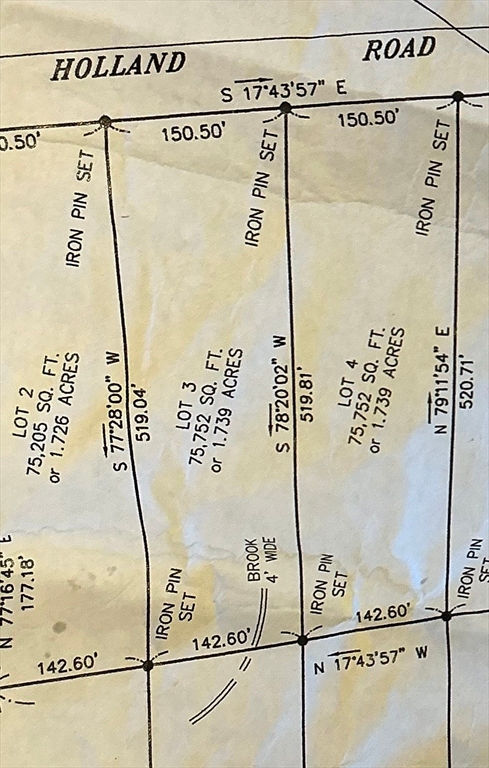 HOLLAND ROAD
S 17°43'57" E
0.50'
150.50'
150.50'
IRON PIN SET
IRON PIN SET
IRON PIN SET
LOT 2
75,205 SQ. FT.
or 1.726 ACRES
S 77°28'00" W
519.04'
LOT 3
75,752 SQ. FT.
or 1.739 ACRES
S 78°20'02" W
519.81'
LOT 4
75,752 SQ. FT.
or 1.739 ACRES
N 79°11'54" E
520.71'
N 77°16'45" E
177.18'
BROOK
4' WIDE
IRON PIN
SET
IRON PIN
SET
IRON PIN
SET
142.60'
142.60'
142.60'
N 17°43'57" W